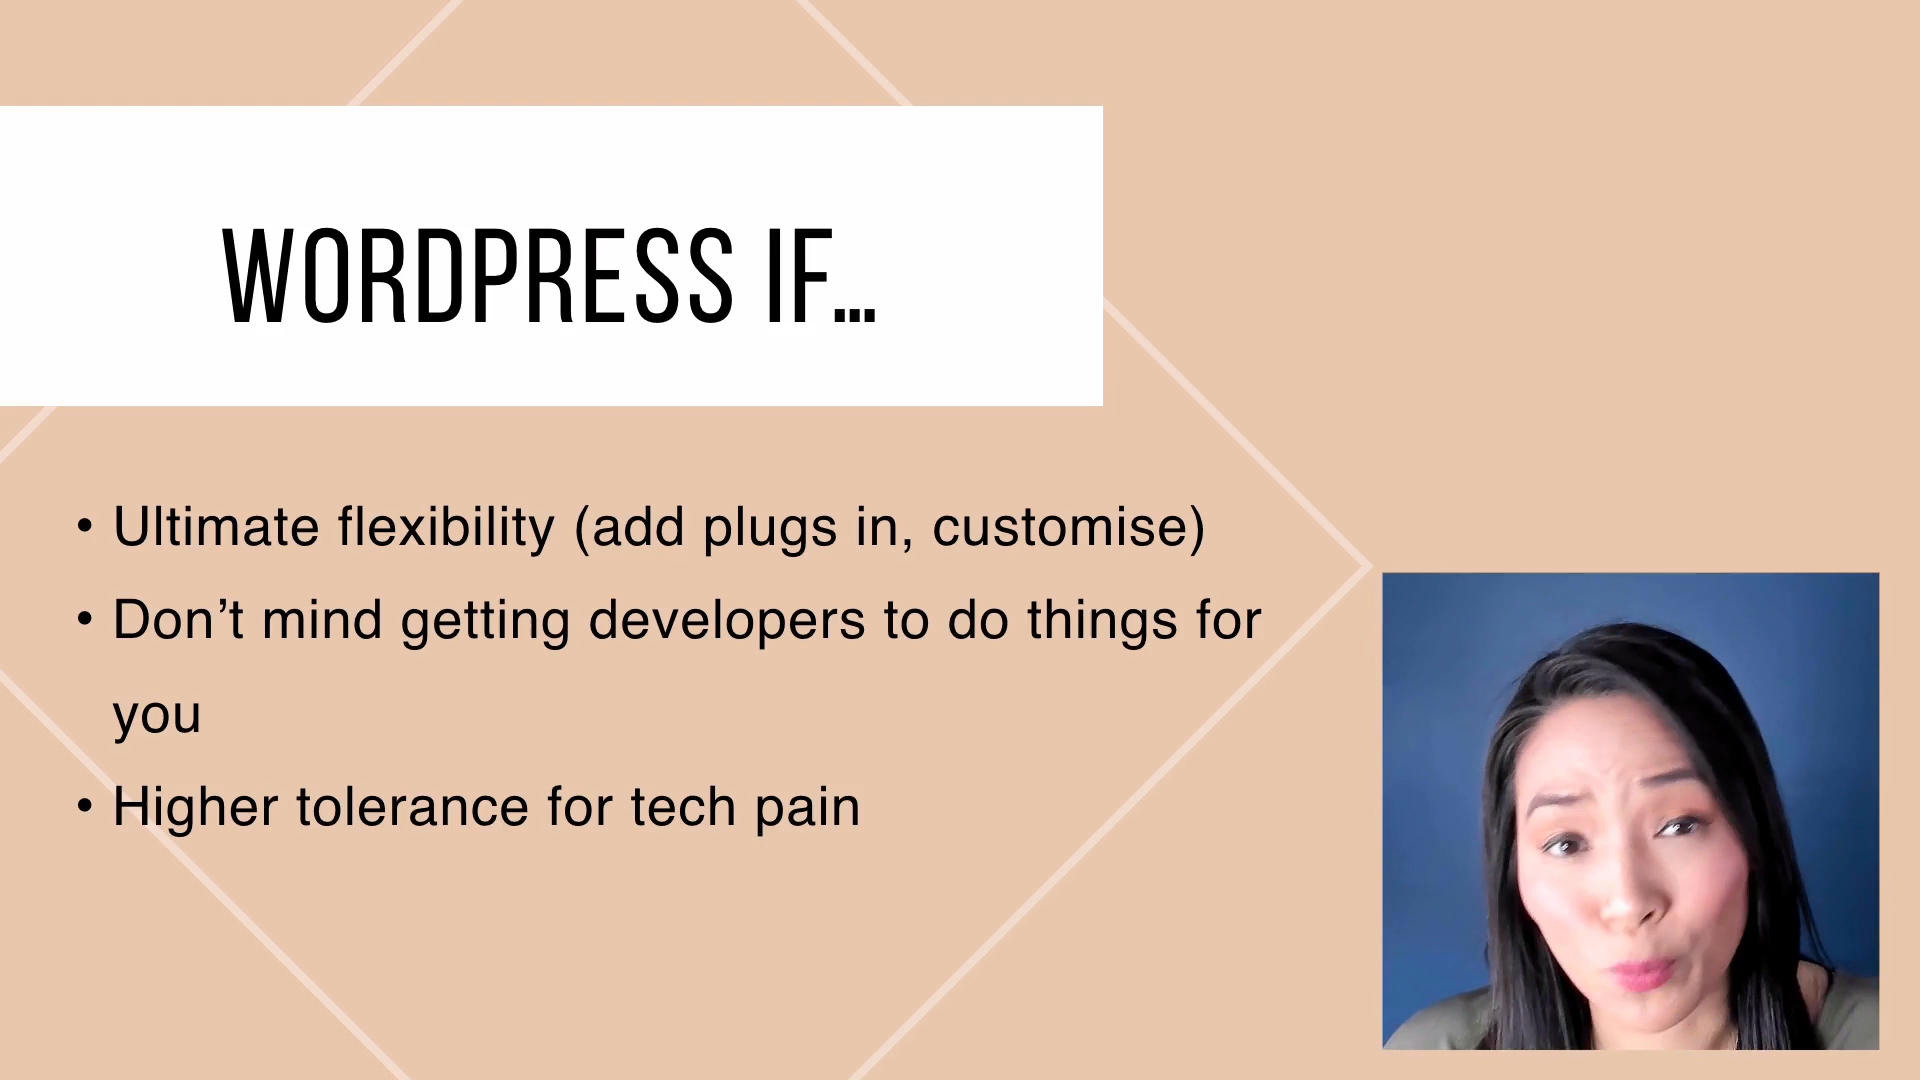 WORDPRESS IF…
• Ultimate flexibility (add plugs in, customise)
• Don’t mind getting developers to do things for
you
• Higher tolerance for tech pain